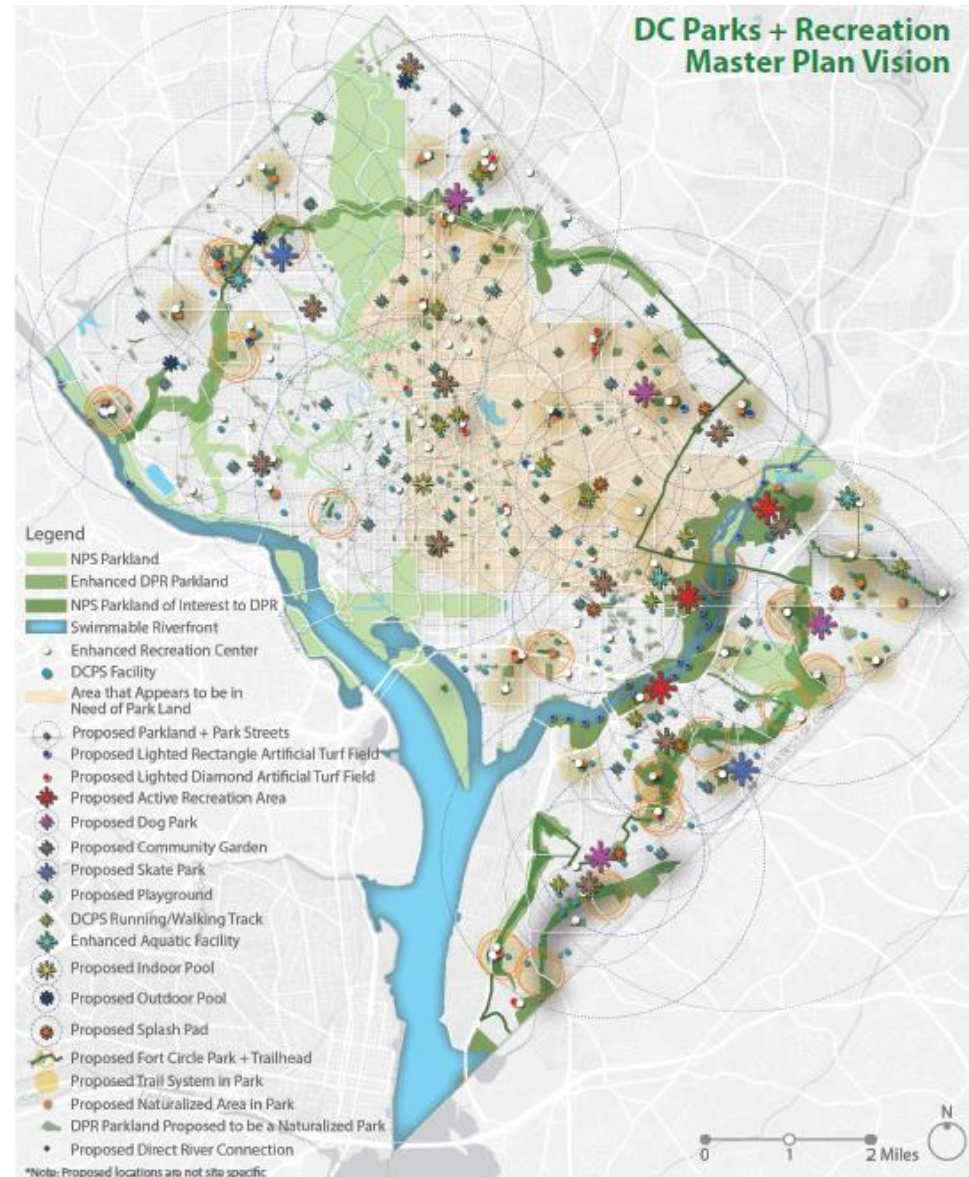 DC Parks + Recreation
Master Plan Vision
Legend
NPS Parkland
Enhanced DPR Parkland
NPS Parkland of Interest to DPR
Swimmable Riverfront
Enhanced Recreation Center
DCPS Facility
Area that Appears to be in
Need of Park Land
Proposed Parkland + Park Streets
Proposed Lighted Rectangle Artificial Turf Field
Proposed Lighted Diamond Artificial Turf Field
Proposed Active Recreation Area
Proposed Dog Park
Proposed Community Garden
Proposed Skate Park
Proposed Playground
DCPS Running/Walking Track
Enhanced Aquatic Facility
Proposed Indoor Pool
Proposed Outdoor Pool
Proposed Splash Pad
Proposed Fort Circle Park + Trailhead
Proposed Trail System in Park
Proposed Naturalized Area in Park
DPR Parkland Proposed to be a Naturalized Park
Proposed Direct River Connection
*Note: Proposed locations are not site specific
N
0 1 2 Miles